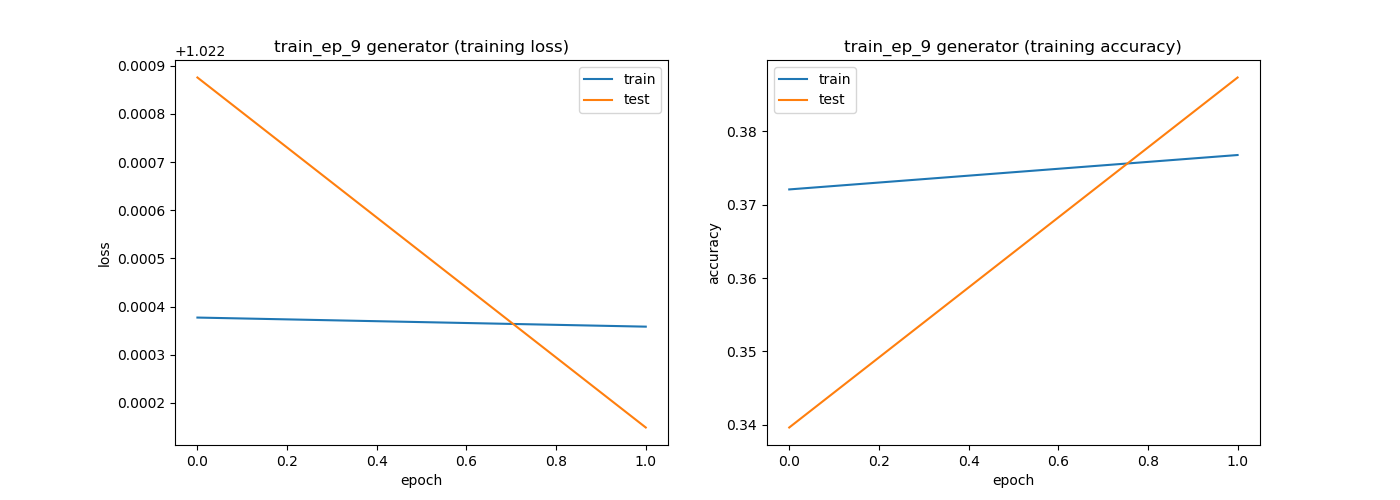 train_ep_9 generator (training loss)
+1.022
0.0009
0.0008
0.0007
0.0006
0.0005
0.0004
0.0003
0.0002
loss
0.0 0.2 0.4 0.6 0.8 1.0
epoch
train
test
train_ep_9 generator (training accuracy)
train
test
0.38
0.37
0.36
0.35
0.34
accuracy
0.0 0.2 0.4 0.6 0.8 1.0
epoch